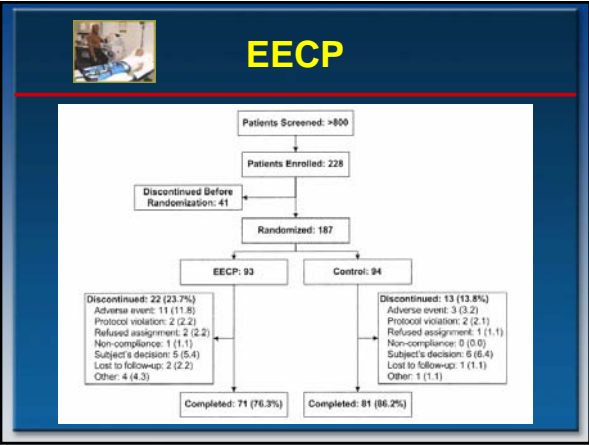 EECP
Patients Screened: >800
Patients Enrolled: 228
Discontinued Before
Randomization: 41
Randomized: 187
EECP: 93
Control: 94
Discontinued: 22 (23.7%)
Adverse event: 11 (11.8)
Protocol violation: 2 (2.2)
Refused assignment: 2 (2.2)
Non-compliance: 1 (1.1)
Subject's decision: 5 (5.4)
Lost to follow-up: 2 (2.2)
Other: 4 (4.3)
Discontinued: 13 (13.8%)
Adverse event: 3 (3.2)
Protocol violation: 2 (2.1)
Refused assignment: 1 (1.1)
Non-compliance: 0 (0.0)
Subject's decision: 6 (6.4)
Lost to follow-up: 1 (1.1)
Other: 1 (1.1)
Completed: 71 (76.3%)
Completed: 81 (86.2%)